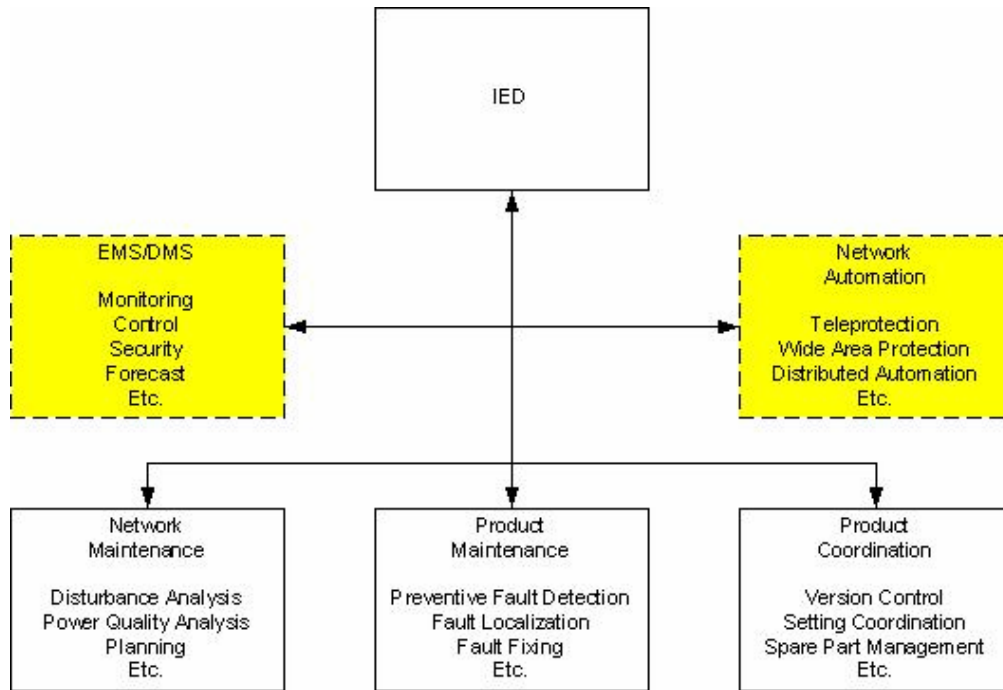 IED
EMS/DMS
Monitoring
Control
Security
Forecast
Etc.
Network
Automation
Teleprotection
Wide Area Protection
Distributed Automation
Etc.
Network
Maintenance
Disturbance Analysis
Power Quality Analysis
Planning
Etc.
Product
Maintenance
Preventive Fault Detection
Fault Localization
Fault Fixing
Etc.
Product
Coordination
Version Control
Setting Coordination
Spare Part Management
Etc.